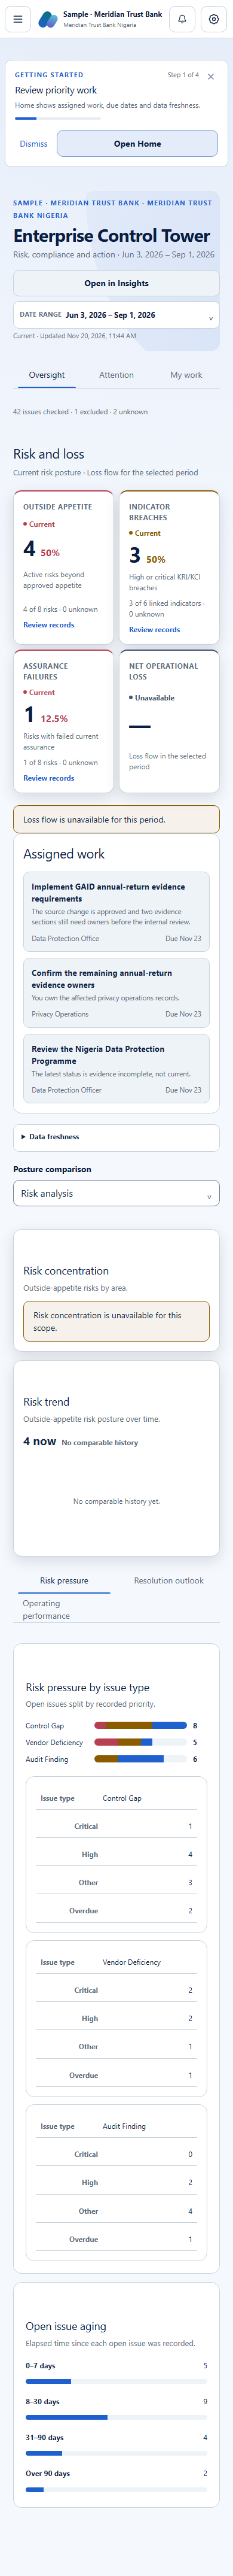 Sample · Meridian Trust Bank
Meridian Trust Bank Nigeria
GETTING STARTED
Step 1 of 4
Review priority work
Home shows assigned work, due dates and data freshness.
Dismiss
Open Home
SAMPLE · MERIDIAN TRUST BANK · MERIDIAN TRUST
BANK NIGERIA
Enterprise Control Tower
Risk, compliance and action · Jun 3, 2026 – Sep 1, 2026
Open in Insights
DATE RANGE Jun 3, 2026 – Sep 1, 2026
Current · Updated Nov 20, 2026, 11:44 AM
Oversight
Attention
My work
42 issues checked · 1 excluded · 2 unknown
Risk and loss
Current risk posture · Loss flow for the selected period
OUTSIDE APPETITE
Current
4 50%
Active risks beyond
approved appetite
4 of 8 risks · 0 unknown
Review records
INDICATOR
BREACHES
Current
3 50%
High or critical KRI/KCI
breaches
3 of 6 linked indicators ·
0 unknown
Review records
ASSURANCE
FAILURES
Current
1 12.5%
Risks with failed current
assurance
1 of 8 risks · 0 unknown
Review records
NET OPERATIONAL
LOSS
Unavailable
—
Loss flow in the selected
period
Loss flow is unavailable for this period.
Assigned work
Implement GAID annual-return evidence
requirements
The source change is approved and two evidence
sections still need owners before the internal review.
Data Protection Office
Due Nov 23
Confirm the remaining annual-return
evidence owners
You own the affected privacy operations records.
Privacy Operations
Due Nov 23
Review the Nigeria Data Protection
Programme
The latest status is evidence incomplete, not current.
Data Protection Officer
Due Nov 23
Data freshness
Posture comparison
Risk analysis
Risk concentration
Outside-appetite risks by area.
Risk concentration is unavailable for this
scope.
Risk trend
Outside-appetite risk posture over time.
4 now No comparable history
No comparable history yet.
Risk pressure
Resolution outlook
Operating
performance
Risk pressure by issue type
Open issues split by recorded priority.
Control Gap 8
Vendor Deficiency 5
Audit Finding 6
Issue type Control Gap
Critical 1
High 4
Other 3
Overdue 2
Issue type Vendor Deficiency
Critical 2
High 2
Other 1
Overdue 1
Issue type Audit Finding
Critical 0
High 2
Other 4
Overdue 1
Open issue aging
Elapsed time since each open issue was recorded.
0–7 days 5
8–30 days 9
31–90 days 4
Over 90 days 2